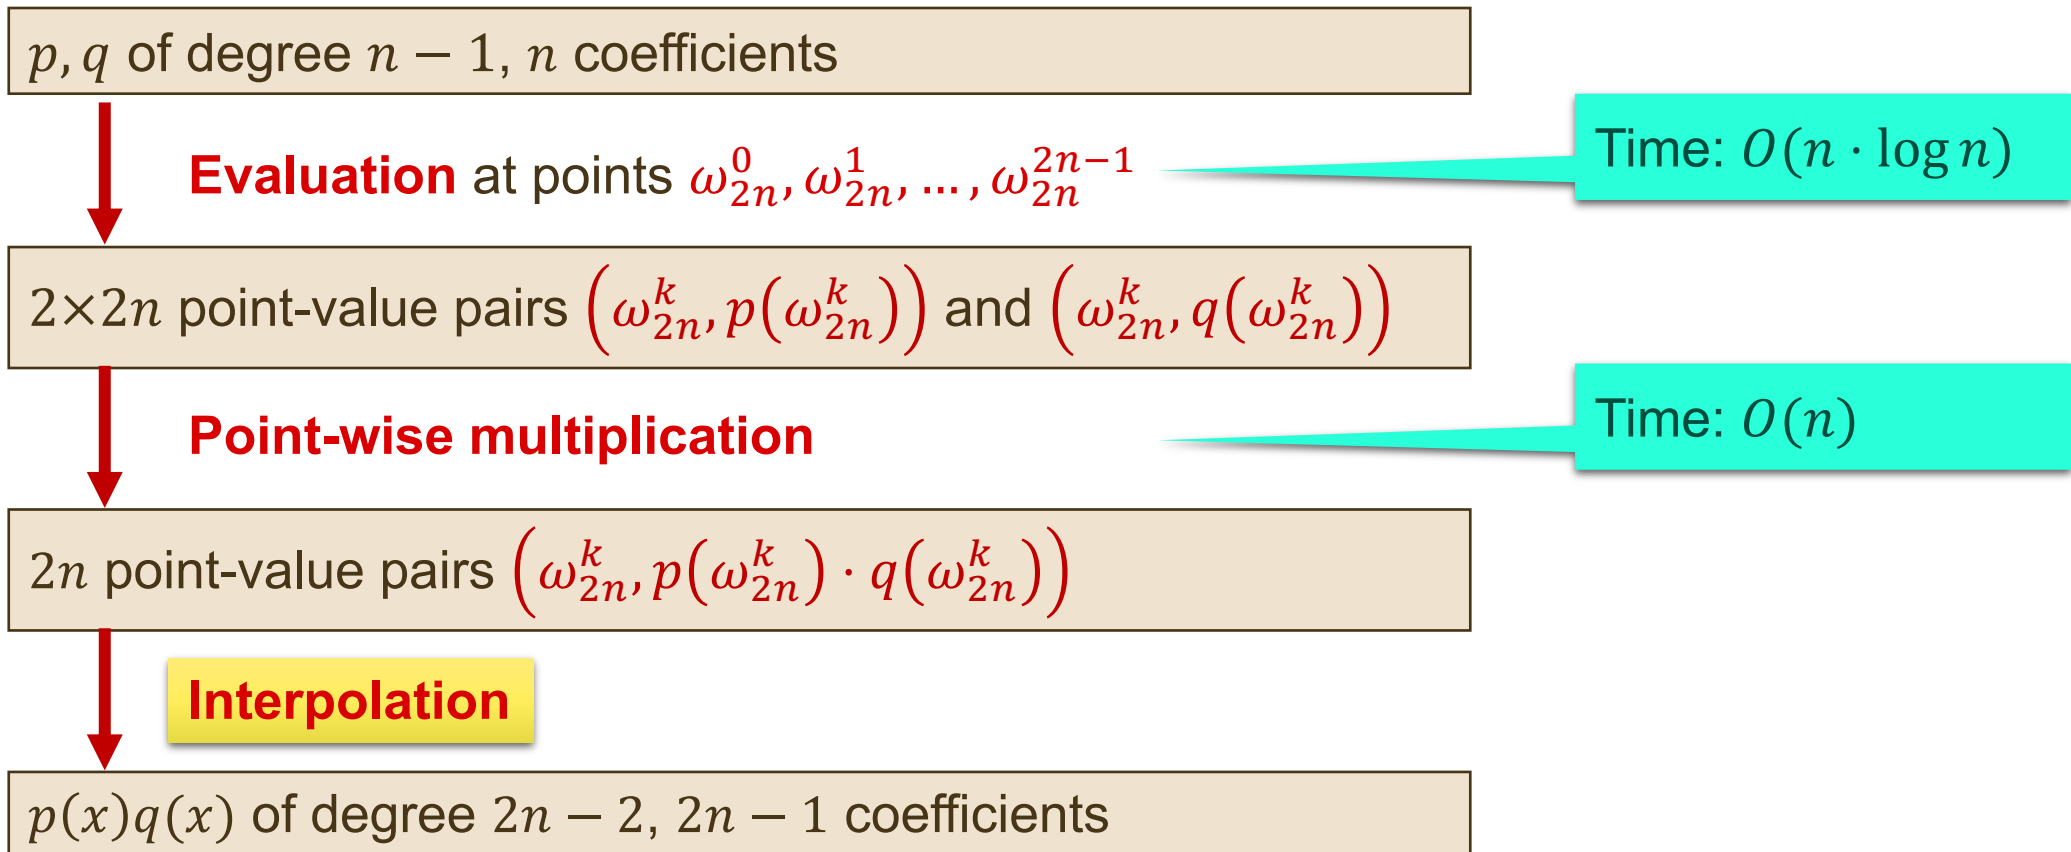 p, q of degree n − 1, n coefficients
Evaluation at points ω_{2n}^0, ω_{2n}^1, … , ω_{2n}^{2n−1}
Time: O(n · log n)
2×2n point-value pairs (ω_{2n}^k, p(ω_{2n}^k)) and (ω_{2n}^k, q(ω_{2n}^k))
Point-wise multiplication
Time: O(n)
2n point-value pairs (ω_{2n}^k, p(ω_{2n}^k) · q(ω_{2n}^k))
Interpolation
p(x)q(x) of degree 2n − 2, 2n − 1 coefficients